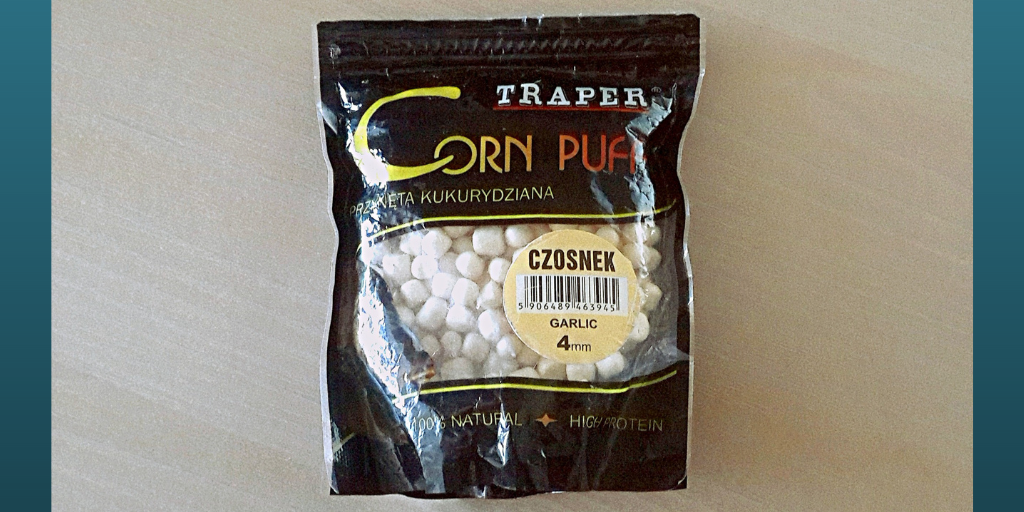 TRAPER
CORN PUFF
PRZYNĘTA KUKURYDZIANA
CZOSNEK
5 906489 463945
GARLIC
4mm
100% NATURAL HIGH PROTEIN